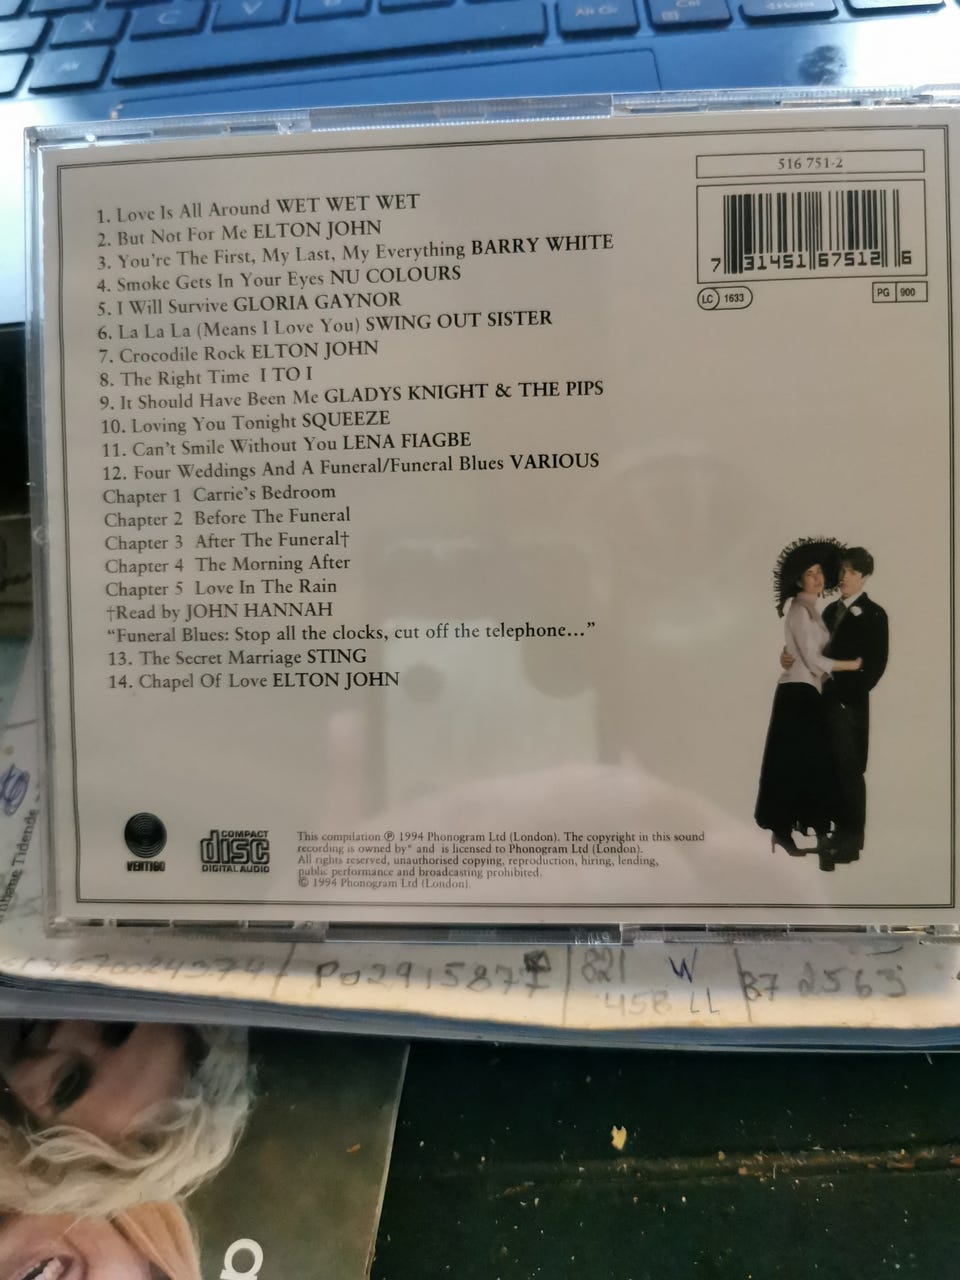 Alt Gr
Ctrl
X
C
V
Alt
516 751-2
7 31451 67512 6
LC 1633
PG 900
1. Love Is All Around WET WET WET
2. But Not For Me ELTON JOHN
3. You're The First, My Last, My Everything BARRY WHITE
4. Smoke Gets In Your Eyes NU COLOURS
5. I Will Survive GLORIA GAYNOR
6. La La La (Means I Love You) SWING OUT SISTER
7. Crocodile Rock ELTON JOHN
8. The Right Time I TO I
9. It Should Have Been Me GLADYS KNIGHT & THE PIPS
10. Loving You Tonight SQUEEZE
11. Can't Smile Without You LENA FIAGBE
12. Four Weddings And A Funeral/Funeral Blues VARIOUS
Chapter 1 Carrie's Bedroom
Chapter 2 Before The Funeral
Chapter 3 After The Funeral†
Chapter 4 The Morning After
Chapter 5 Love In The Rain
†Read by JOHN HANNAH
"Funeral Blues: Stop all the clocks, cut off the telephone..."
13. The Secret Marriage STING
14. Chapel Of Love ELTON JOHN
VERTIGO
COMPACT
disc
DIGITAL AUDIO
This compilation ℗ 1994 Phonogram Ltd (London). The copyright in this sound
recording is owned by* and is licensed to Phonogram Ltd (London).
All rights reserved, unauthorised copying, reproduction, hiring, lending,
public performance and broadcasting prohibited.
© 1994 Phonogram Ltd (London).
Tidende
821 W B7 2563
458 LL